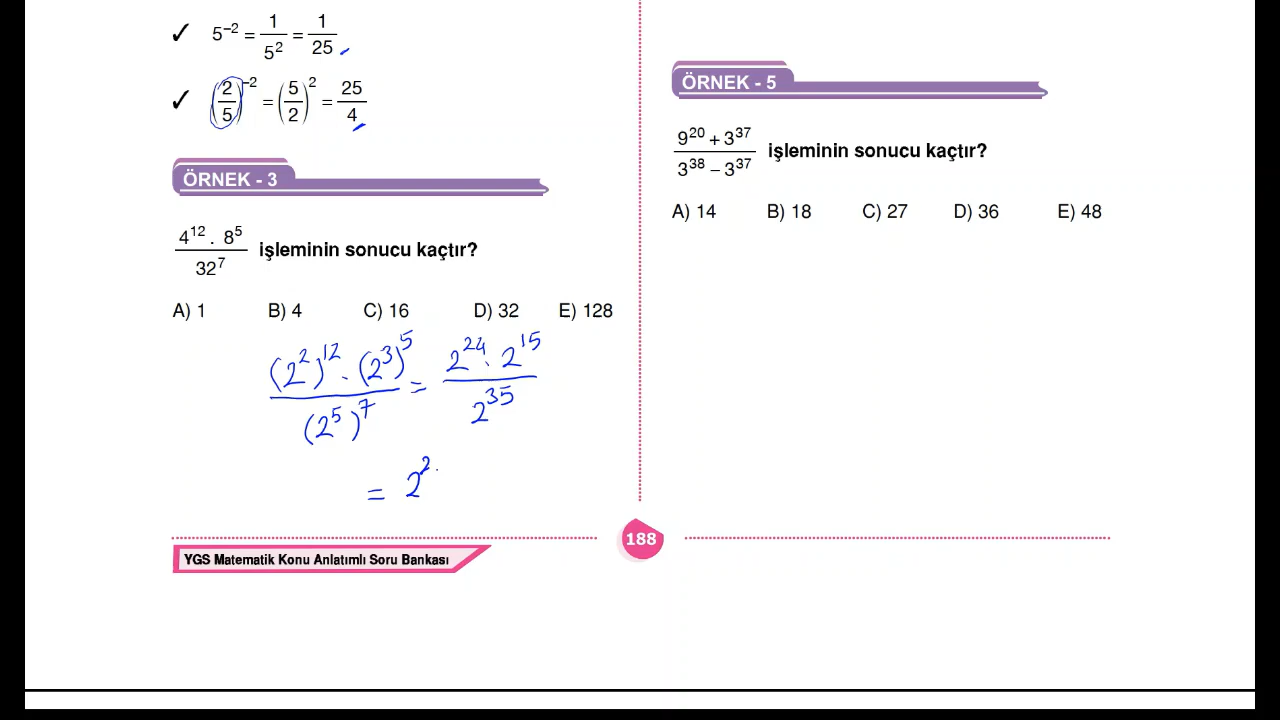 ✓ 5⁻² = 1/5² = 1/25
✓ (2/5)⁻² = (5/2)² = 25/4
ÖRNEK - 3
4¹² . 8⁵ / 32⁷ işleminin sonucu kaçtır?
A) 1 B) 4 C) 16 D) 32 E) 128
(2²)¹² . (2³)⁵ / (2⁵)⁷ = 2²⁴ . 2¹⁵ / 2³⁵
= 2²
YGS Matematik Konu Anlatımlı Soru Bankası
188
ÖRNEK - 5
9²⁰ + 3³⁷ / 3³⁸ − 3³⁷ işleminin sonucu kaçtır?
A) 14 B) 18 C) 27 D) 36 E) 48